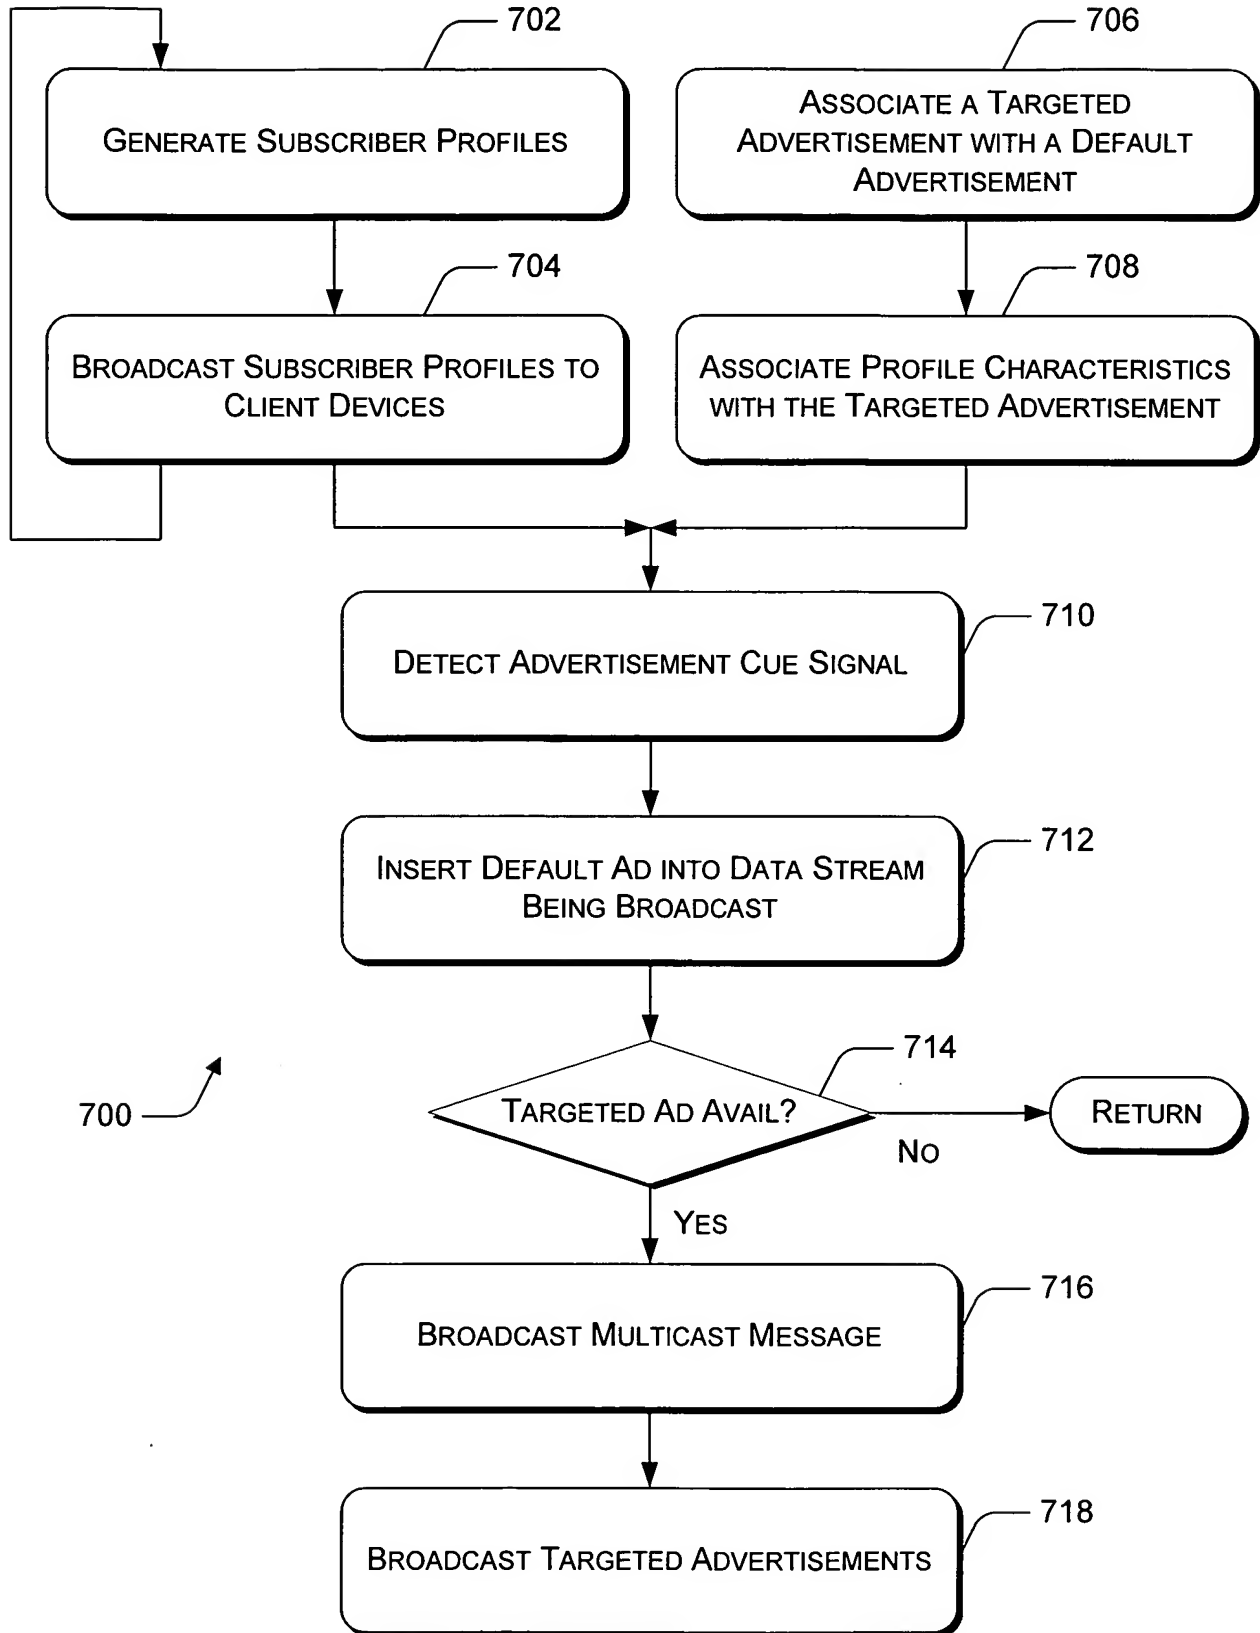 702
GENERATE SUBSCRIBER PROFILES
706
ASSOCIATE A TARGETED
ADVERTISEMENT WITH A DEFAULT
ADVERTISEMENT
704
BROADCAST SUBSCRIBER PROFILES TO
CLIENT DEVICES
708
ASSOCIATE PROFILE CHARACTERISTICS
WITH THE TARGETED ADVERTISEMENT
710
DETECT ADVERTISEMENT CUE SIGNAL
712
INSERT DEFAULT AD INTO DATA STREAM
BEING BROADCAST
714
TARGETED AD AVAIL?
RETURN
NO
700
YES
716
BROADCAST MULTICAST MESSAGE
718
BROADCAST TARGETED ADVERTISEMENTS